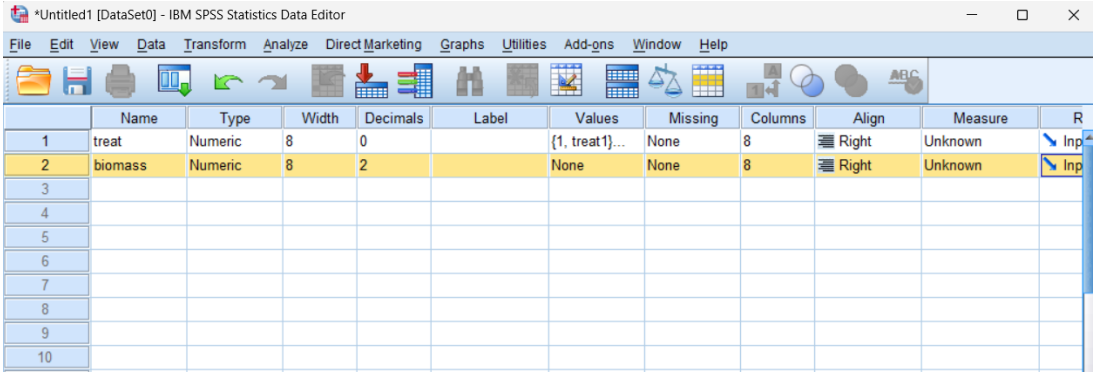 *Untitled1 [DataSet0] - IBM SPSS Statistics Data Editor
File Edit View Data Transform Analyze Direct Marketing Graphs Utilities Add-ons Window Help
A 1 4 ABC
Name Type Width Decimals Label Values Missing Columns Align Measure R
1 treat Numeric 8 0 {1, treat1}... None 8 Right Unknown Inp
2 biomass Numeric 8 2 None None 8 Right Unknown Inp
3
4
5
6
7
8
9
10